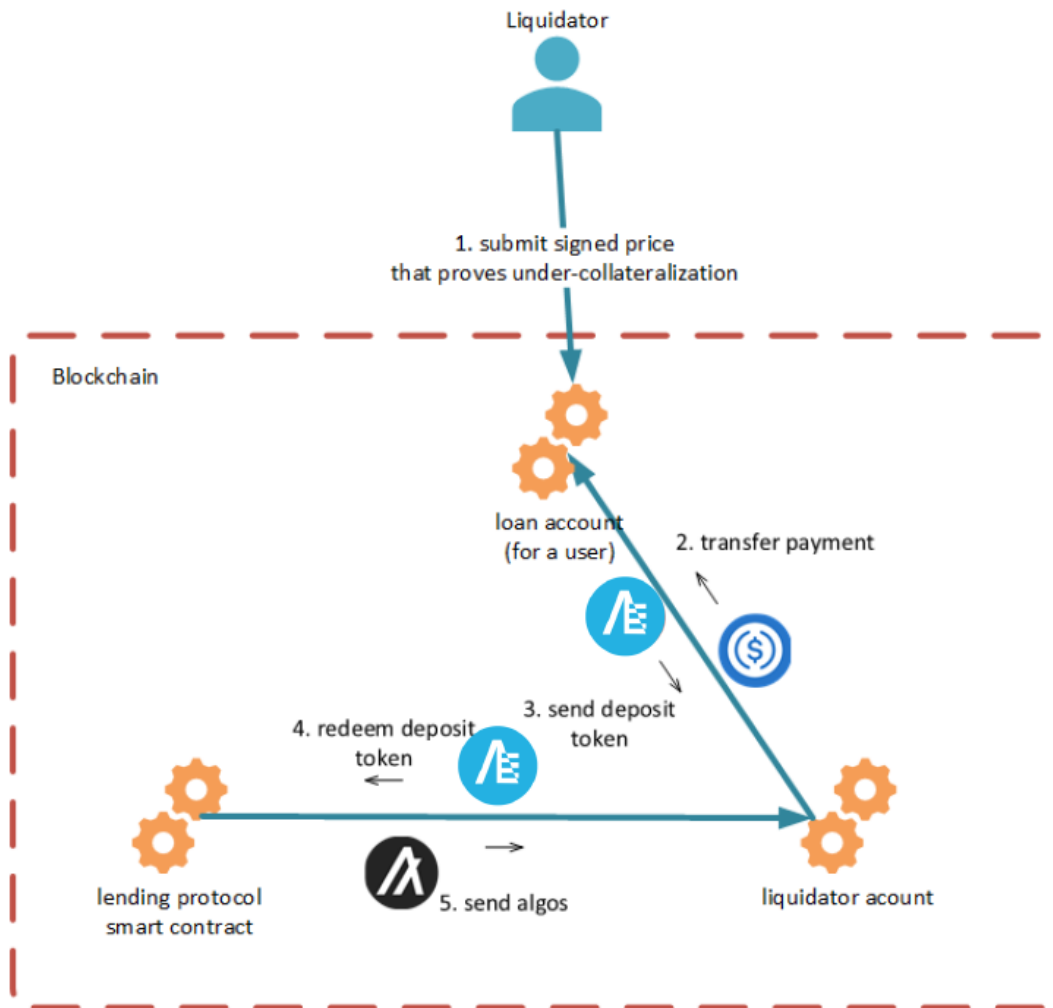 Liquidator
1. submit signed price
that proves under-collateralization
Blockchain
loan account
(for a user)
2. transfer payment
3. send deposit
token
4. redeem deposit
token
5. send algos
lending protocol
smart contract
liquidator acount